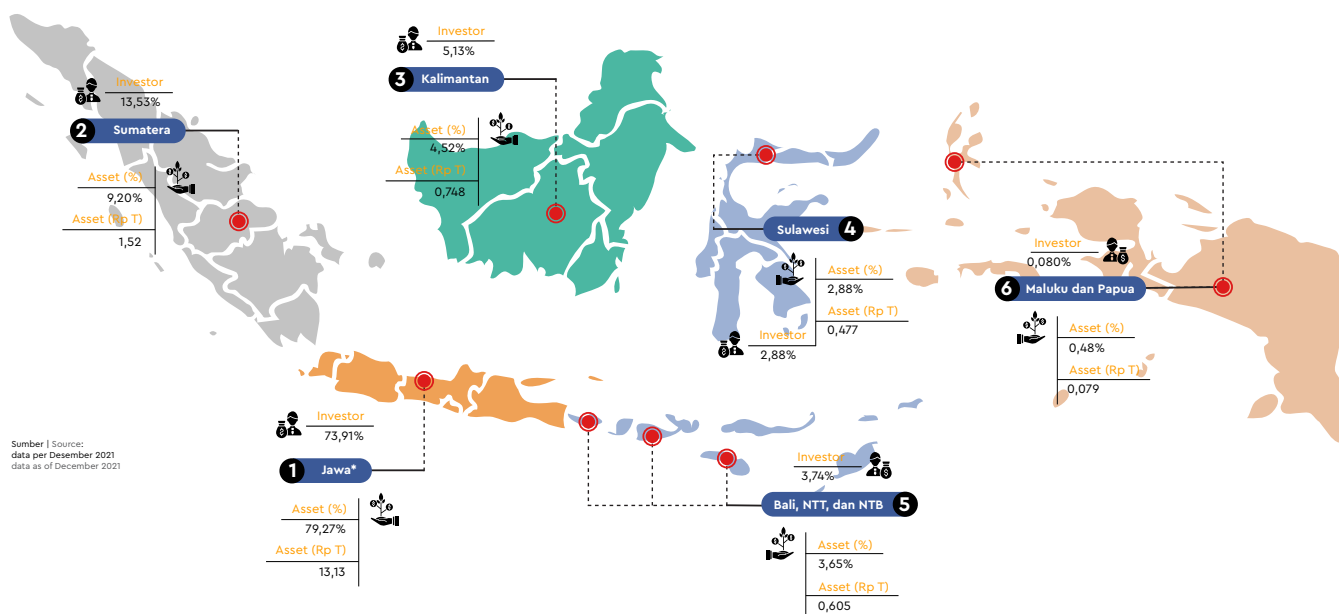 Investor
13,53%
2 Sumatera
Asset (%)
9,20%
Asset (Rp T)
1,52
Investor
5,13%
3 Kalimantan
Asset (%)
4,52%
Asset (Rp T)
0,748
Sulawesi 4
Asset (%)
2,88%
Asset (Rp T)
0,477
Investor
2,88%
Investor
0,080%
6 Maluku dan Papua
Asset (%)
0,48%
Asset (Rp T)
0,079
Investor
73,91%
1 Jawa*
Asset (%)
79,27%
Asset (Rp T)
13,13
Investor
3,74%
Bali, NTT, dan NTB 5
Asset (%)
3,65%
Asset (Rp T)
0,605
Sumber | Source:
data per Desember 2021
data as of December 2021